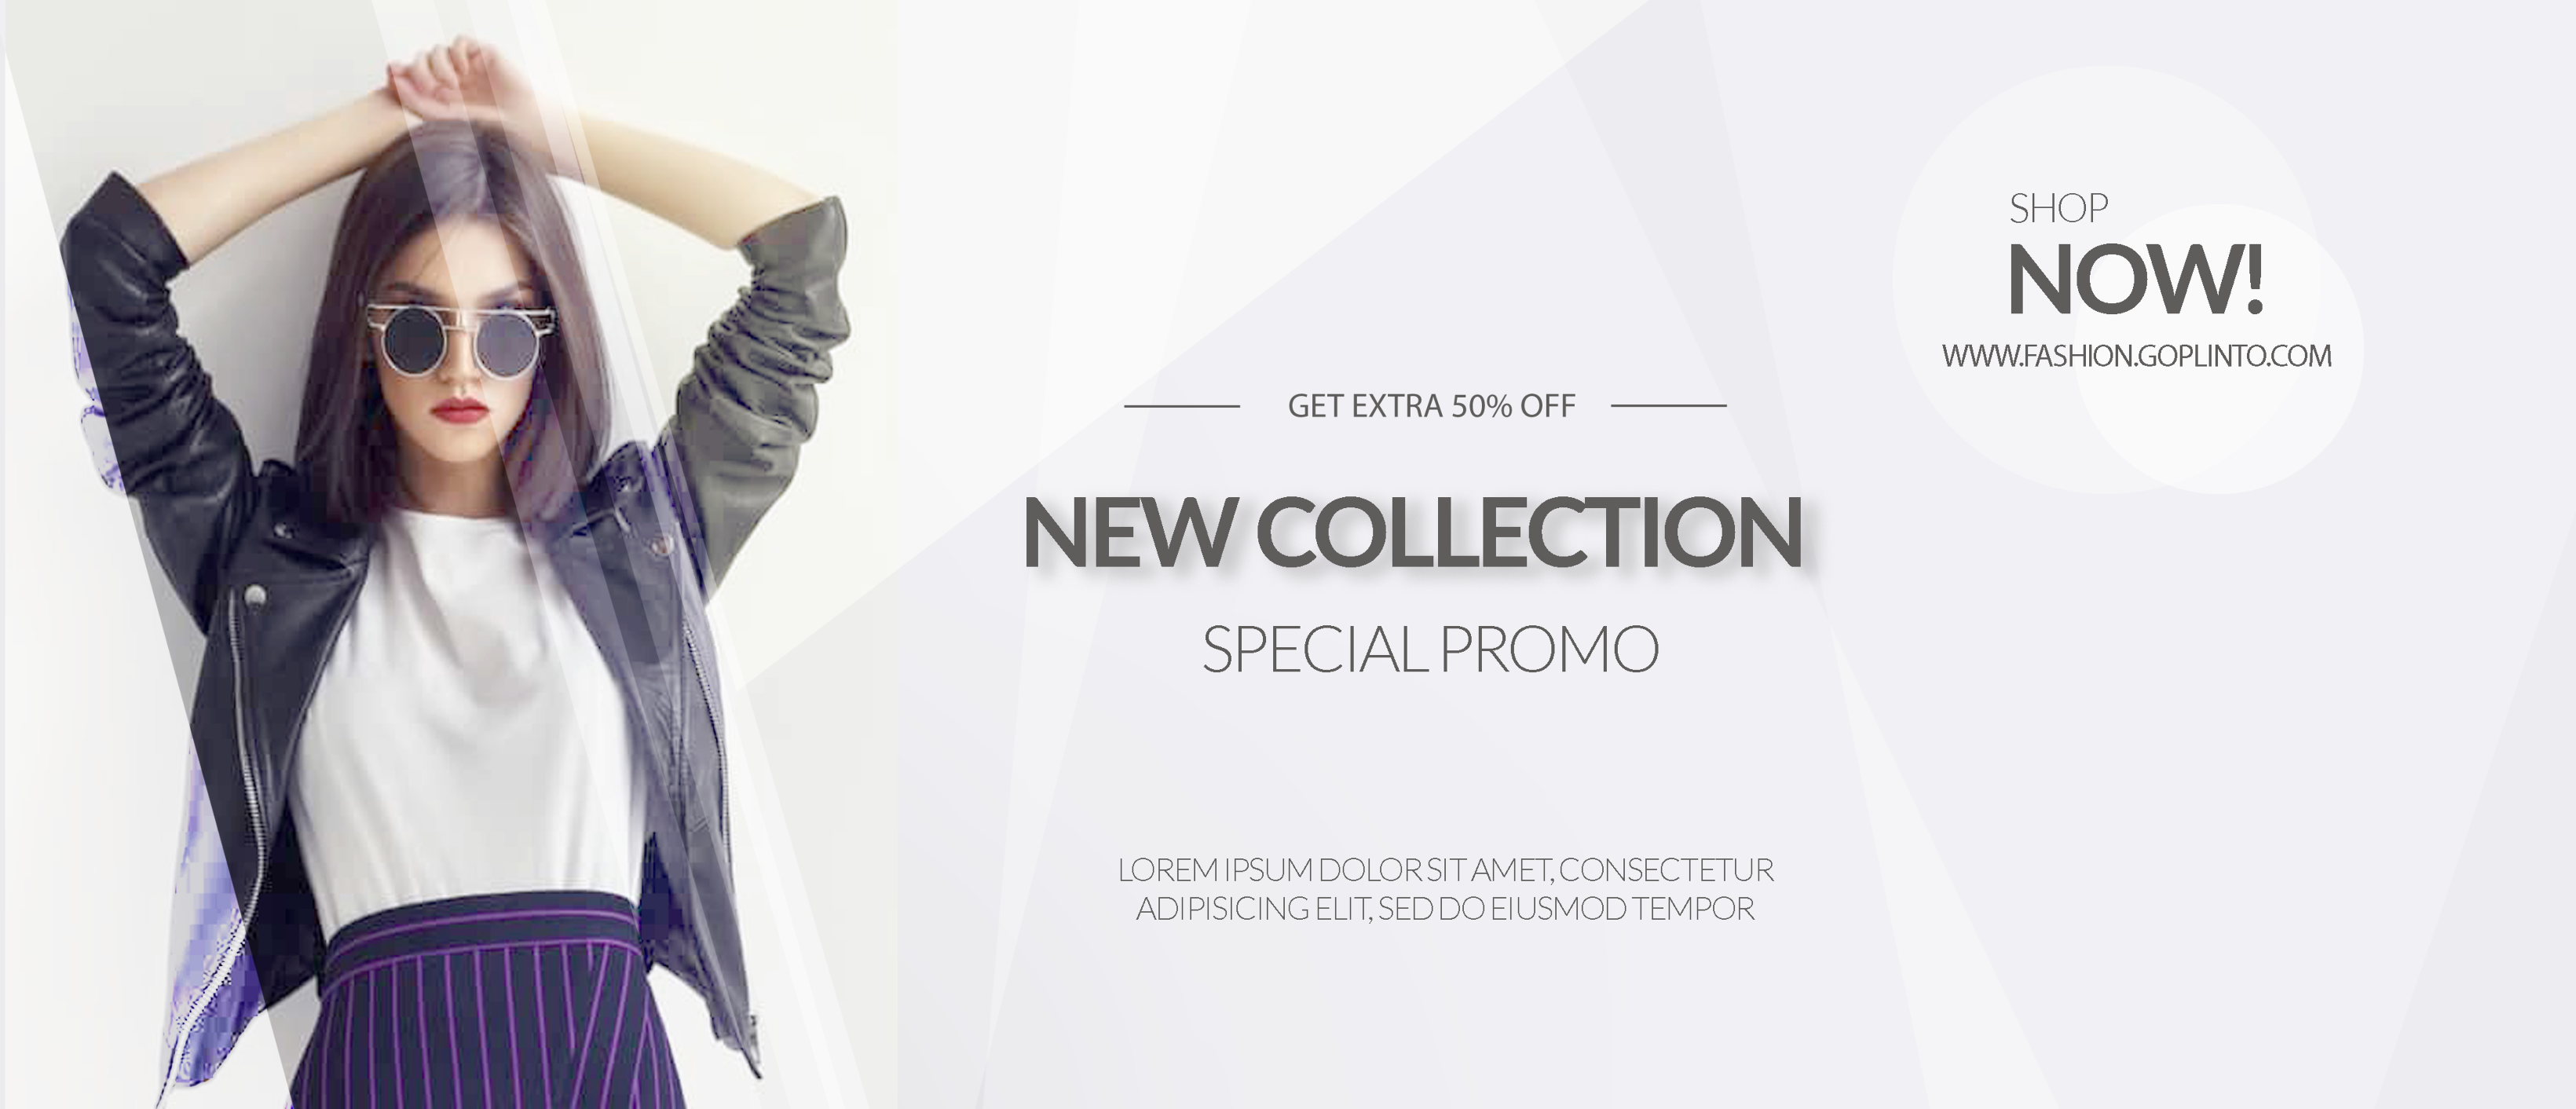 SHOP
NOW!
WWW.FASHION.GOPLINTO.COM
GET EXTRA 50% OFF
NEW COLLECTION
SPECIAL PROMO
LOREM IPSUM DOLOR SIT AMET, CONSECTETUR
ADIPISICING ELIT, SED DO EIUSMOD TEMPOR